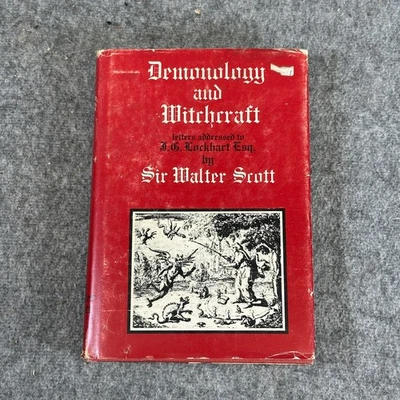 Demonology
and
Witchcraft
letters addressed to
J.G. Lockhart Esq.
by
Sir Walter Scott